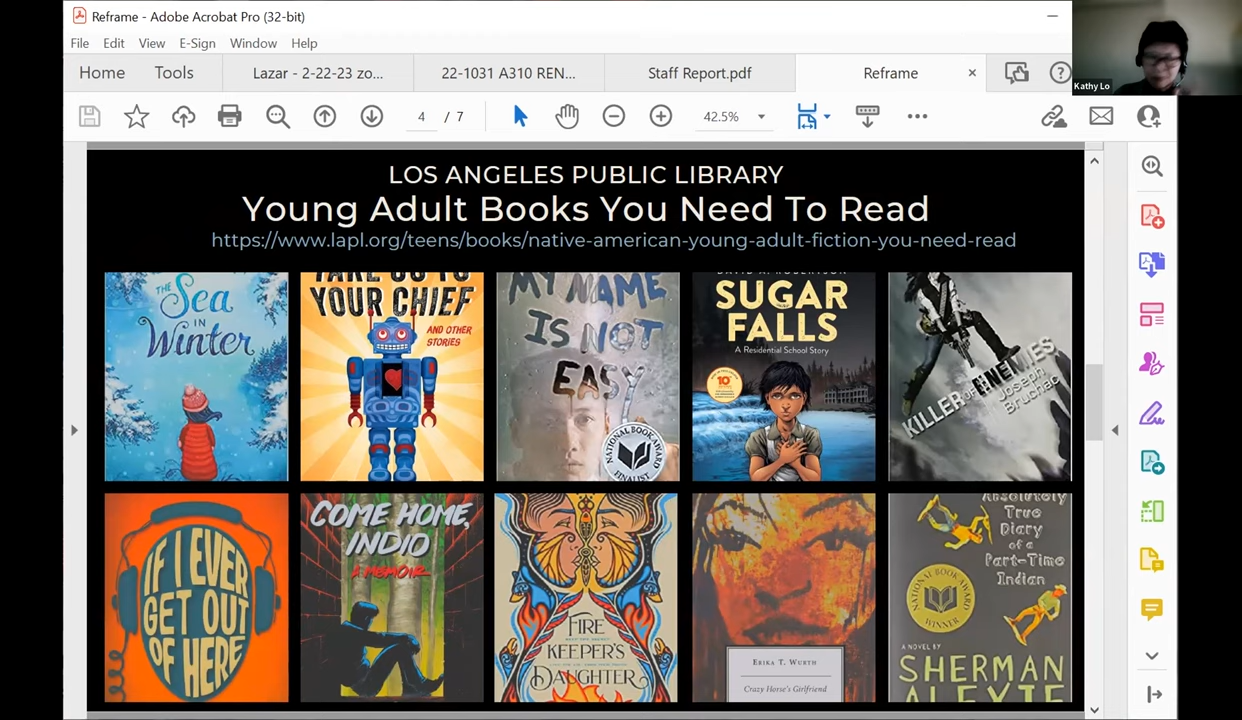 Reframe - Adobe Acrobat Pro (32-bit)
File Edit View E-Sign Window Help
Home Tools Lazar - 2-22-23 zo... 22-1031 A310 REN... Staff Report.pdf Reframe ×
4 / 7 42.5%
Kathy Lo
LOS ANGELES PUBLIC LIBRARY
Young Adult Books You Need To Read
https://www.lapl.org/teens/books/native-american-young-adult-fiction-you-need-read
THE
Sea
IN
Winter
TAKE US TO
YOUR CHIEF
AND OTHER
STORIES
MY NAME
IS NOT
EASY
NATIONAL BOOK AWARD
FINALIST
DAVID A. ROBERTSON
SUGAR
FALLS
A Residential School Story
10
KILLER OF ENEMIES
Joseph
Bruchac
IF I EVER
GET OUT
OF HERE
COME HOME,
INDIO
A MEMOIR
FIRE
KEEPER'S
DAUGHTER
ERIKA T. WURTH
Crazy Horse's Girlfriend
Absolutely
True
Diary
of a
Part-Time
Indian
NATIONAL BOOK AWARD
WINNER
A NOVEL BY
SHERMAN
ALEXIE